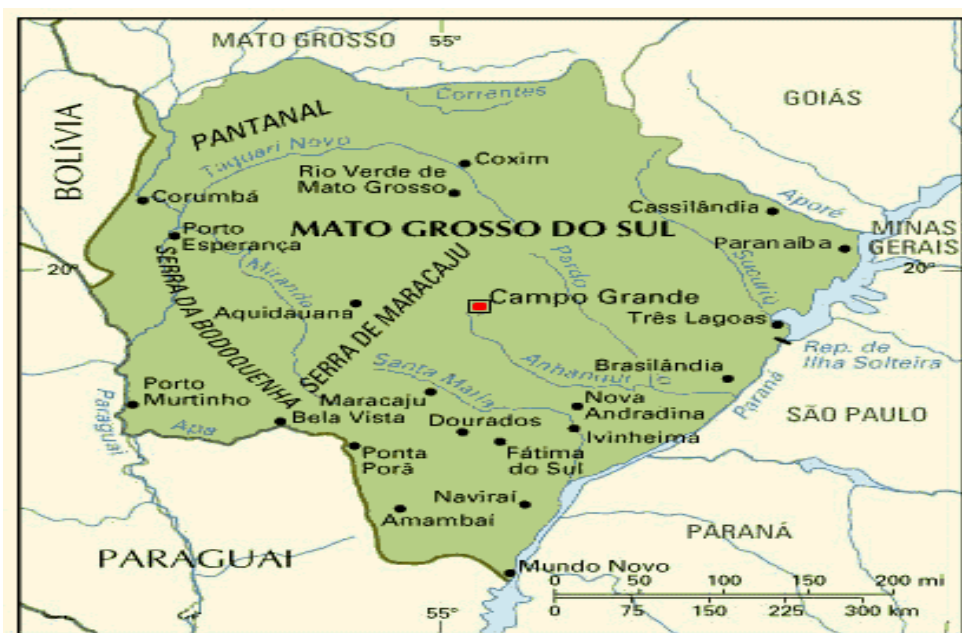 MATO GROSSO
55°
GOIÁS
BOLÍVIA
PANTANAL
Correntes
Taquari Novo
Coxim
Rio Verde de
Mato Grosso
Corumbá
Cassilândia
Aporé
Porto
Esperança
MATO GROSSO DO SUL
Paranaíba
MINAS
GERAIS
20°
20°
SERRA DA BODOQUENHA
Miranda
SERRA DE MARACAJU
Pardo
Sucuriú
Aquidauana
Campo Grande
Três Lagoas
Rep. de
Ilha Solteira
Santa Maria
Brasilândia
Paraná
Porto
Murtinho
Paraguai
Apa
Maracaju
Bela Vista
Dourados
Nova
Andradina
Ivinheima
SÃO PAULO
Ponta
Porã
Fátima
do Sul
Naviraí
Amambaí
PARAGUAI
PARANÁ
Mundo Novo
55°
0 50 100 150 200 mi
0 75 150 225 300 km